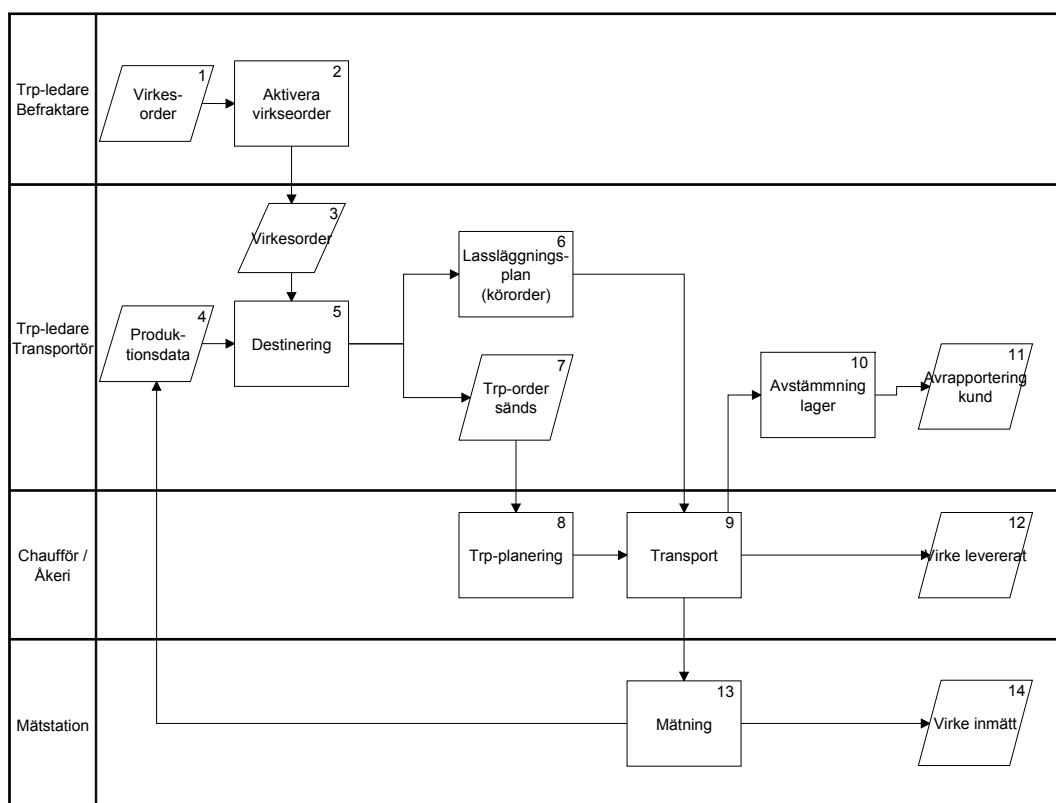 Trp-ledare
Befraktare
1
Virkes-
order
2
Aktivera
virkseorder
Trp-ledare
Transportör
3
Virkesorder
4
Produk-
tionsdata
5
Destinering
6
Lassläggnings-
plan
(körorder)
7
Trp-order
sänds
10
Avstämmning
lager
11
Avrapportering
kund
Chaufför /
Åkeri
8
Trp-planering
9
Transport
12
Virke levererat
Mätstation
13
Mätning
14
Virke inmätt